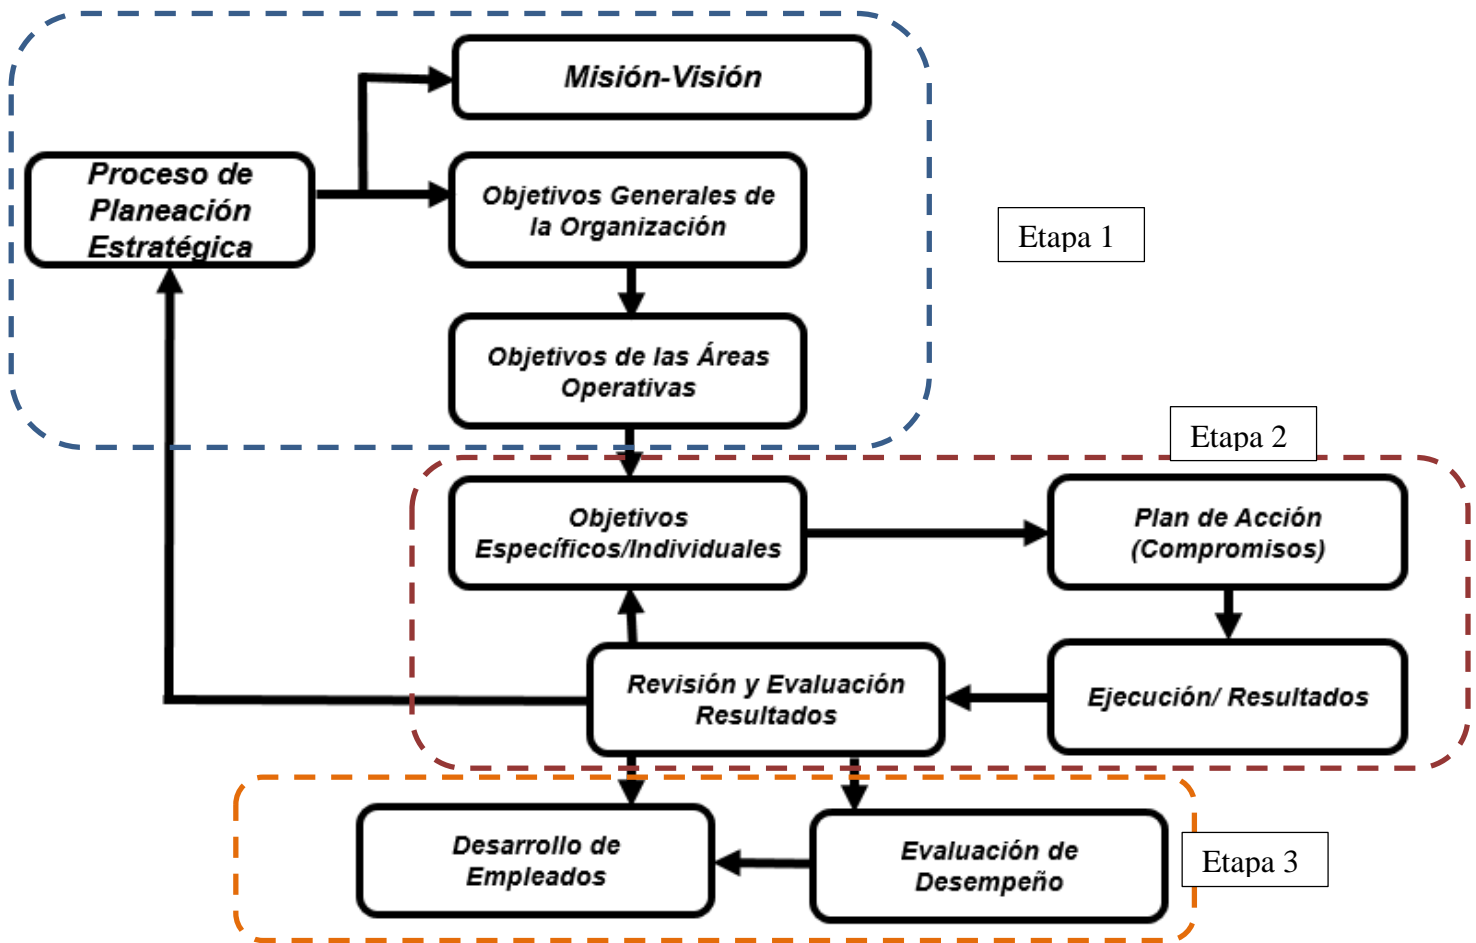 Misión-Visión
Proceso de
Planeación
Estratégica
Objetivos Generales de
la Organización
Etapa 1
Objetivos de las Áreas
Operativas
Etapa 2
Objetivos
Específicos/Individuales
Plan de Acción
(Compromisos)
Revisión y Evaluación
Resultados
Ejecución/ Resultados
Desarrollo de
Empleados
Evaluación de
Desempeño
Etapa 3